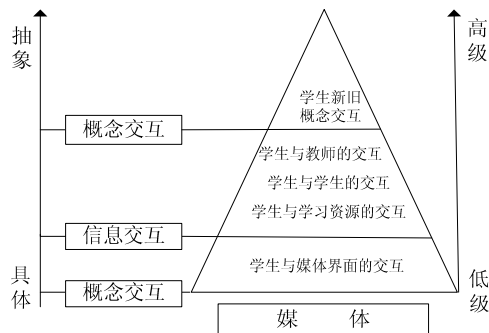 抽象
高级
学生新旧
概念交互
概念交互
学生与教师的交互
学生与学生的交互
学生与学习资源的交互
信息交互
学生与媒体界面的交互
具体
概念交互
低级
媒 体